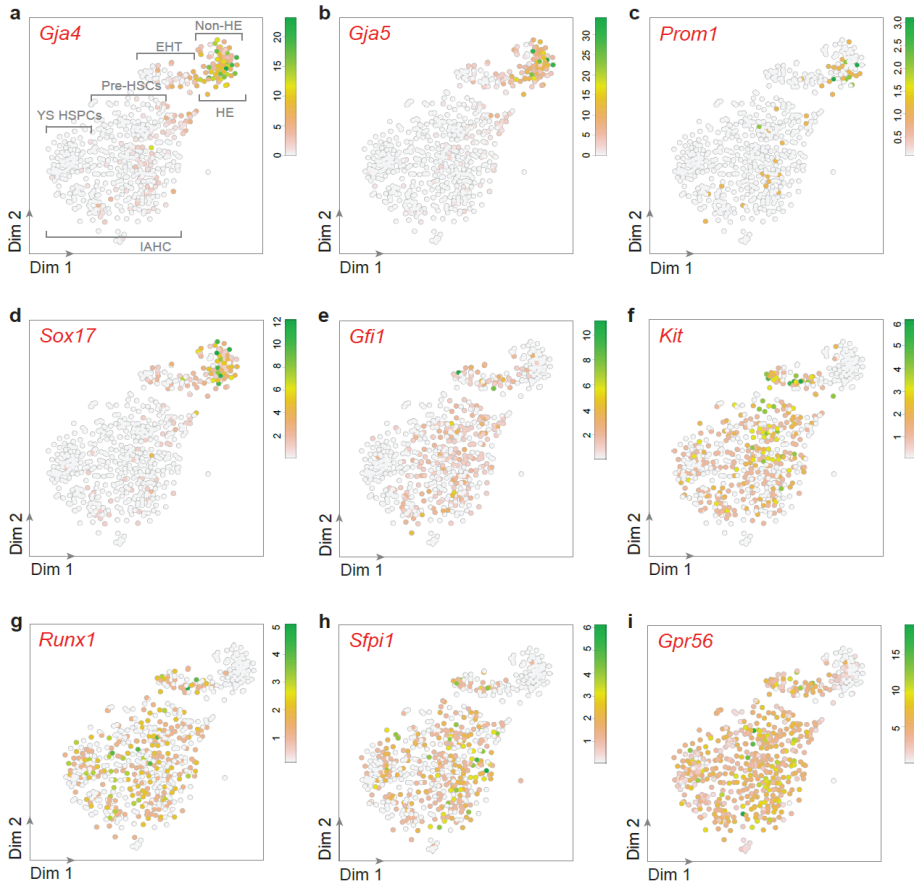 a
Gja4
Non-HE
EHT
Pre-HSCs
HE
YS HSPCs
IAHC
20
15
10
5
0
Dim 2
Dim 1
b
Gja5
30
25
20
15
10
5
0
Dim 2
Dim 1
c
Prom1
3.0
2.5
2.0
1.5
1.0
0.5
0
Dim 2
Dim 1
d
Sox17
12
10
8
6
4
2
Dim 2
Dim 1
e
Gfi1
10
8
6
4
2
Dim 2
Dim 1
f
Kit
6
5
4
3
2
1
Dim 2
Dim 1
g
Runx1
5
4
3
2
1
Dim 2
Dim 1
h
Sfpi1
6
5
4
3
2
1
Dim 2
Dim 1
i
Gpr56
15
10
5
Dim 2
Dim 1